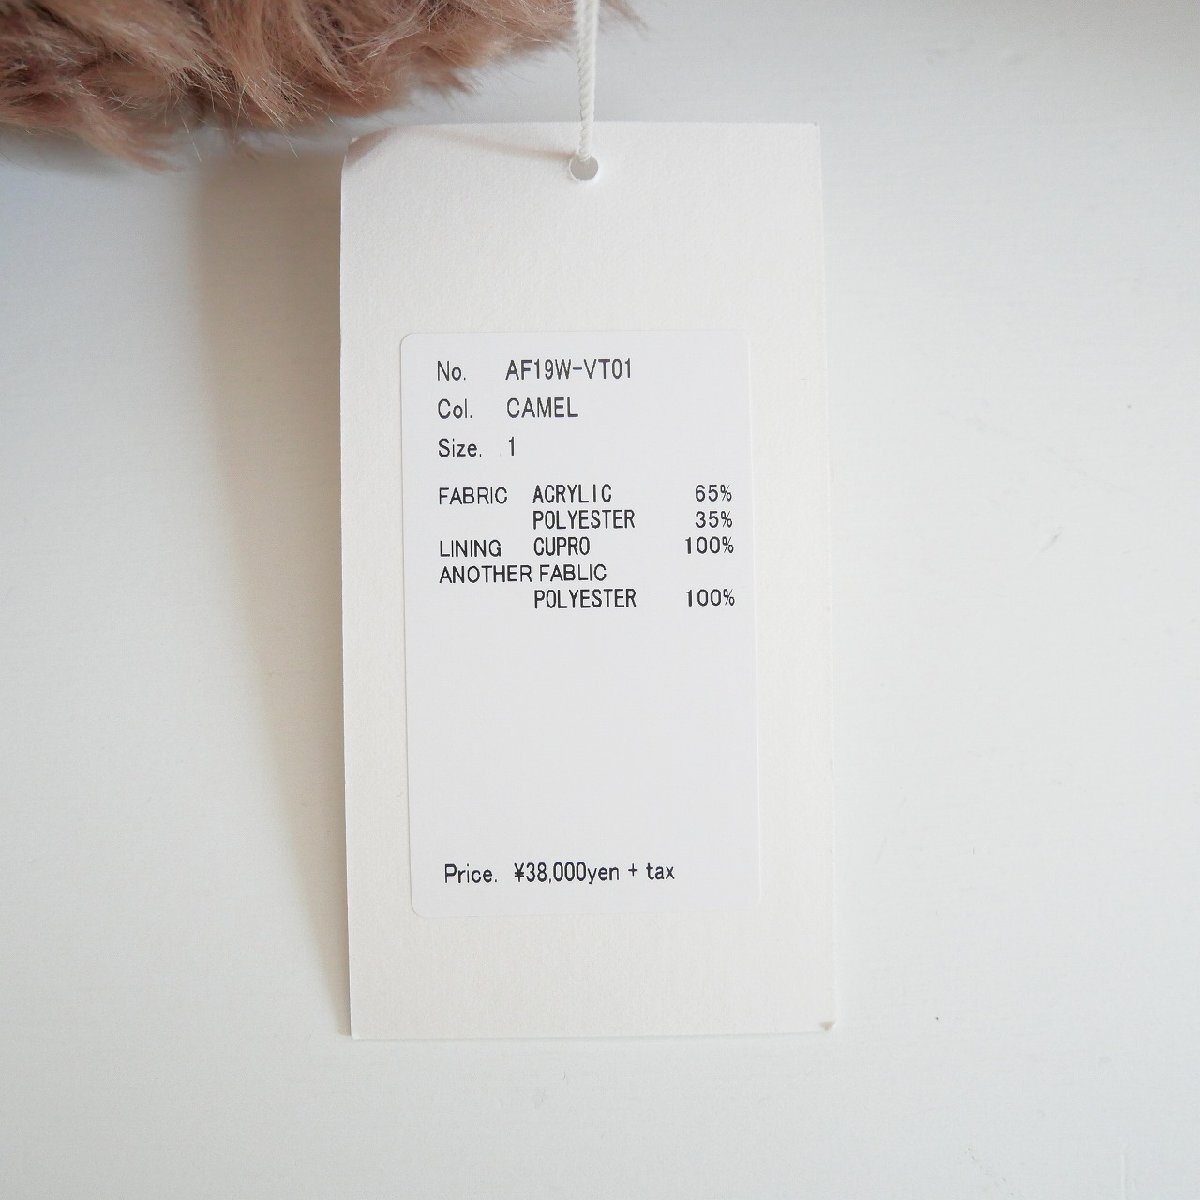 No. AF19W-VT01
Col. CAMEL
Size. 1
FABRIC ACRYLIC 65%
POLYESTER 35%
LINING CUPRO 100%
ANOTHER FABLIC
POLYESTER 100%
Price. ¥38,000yen + tax